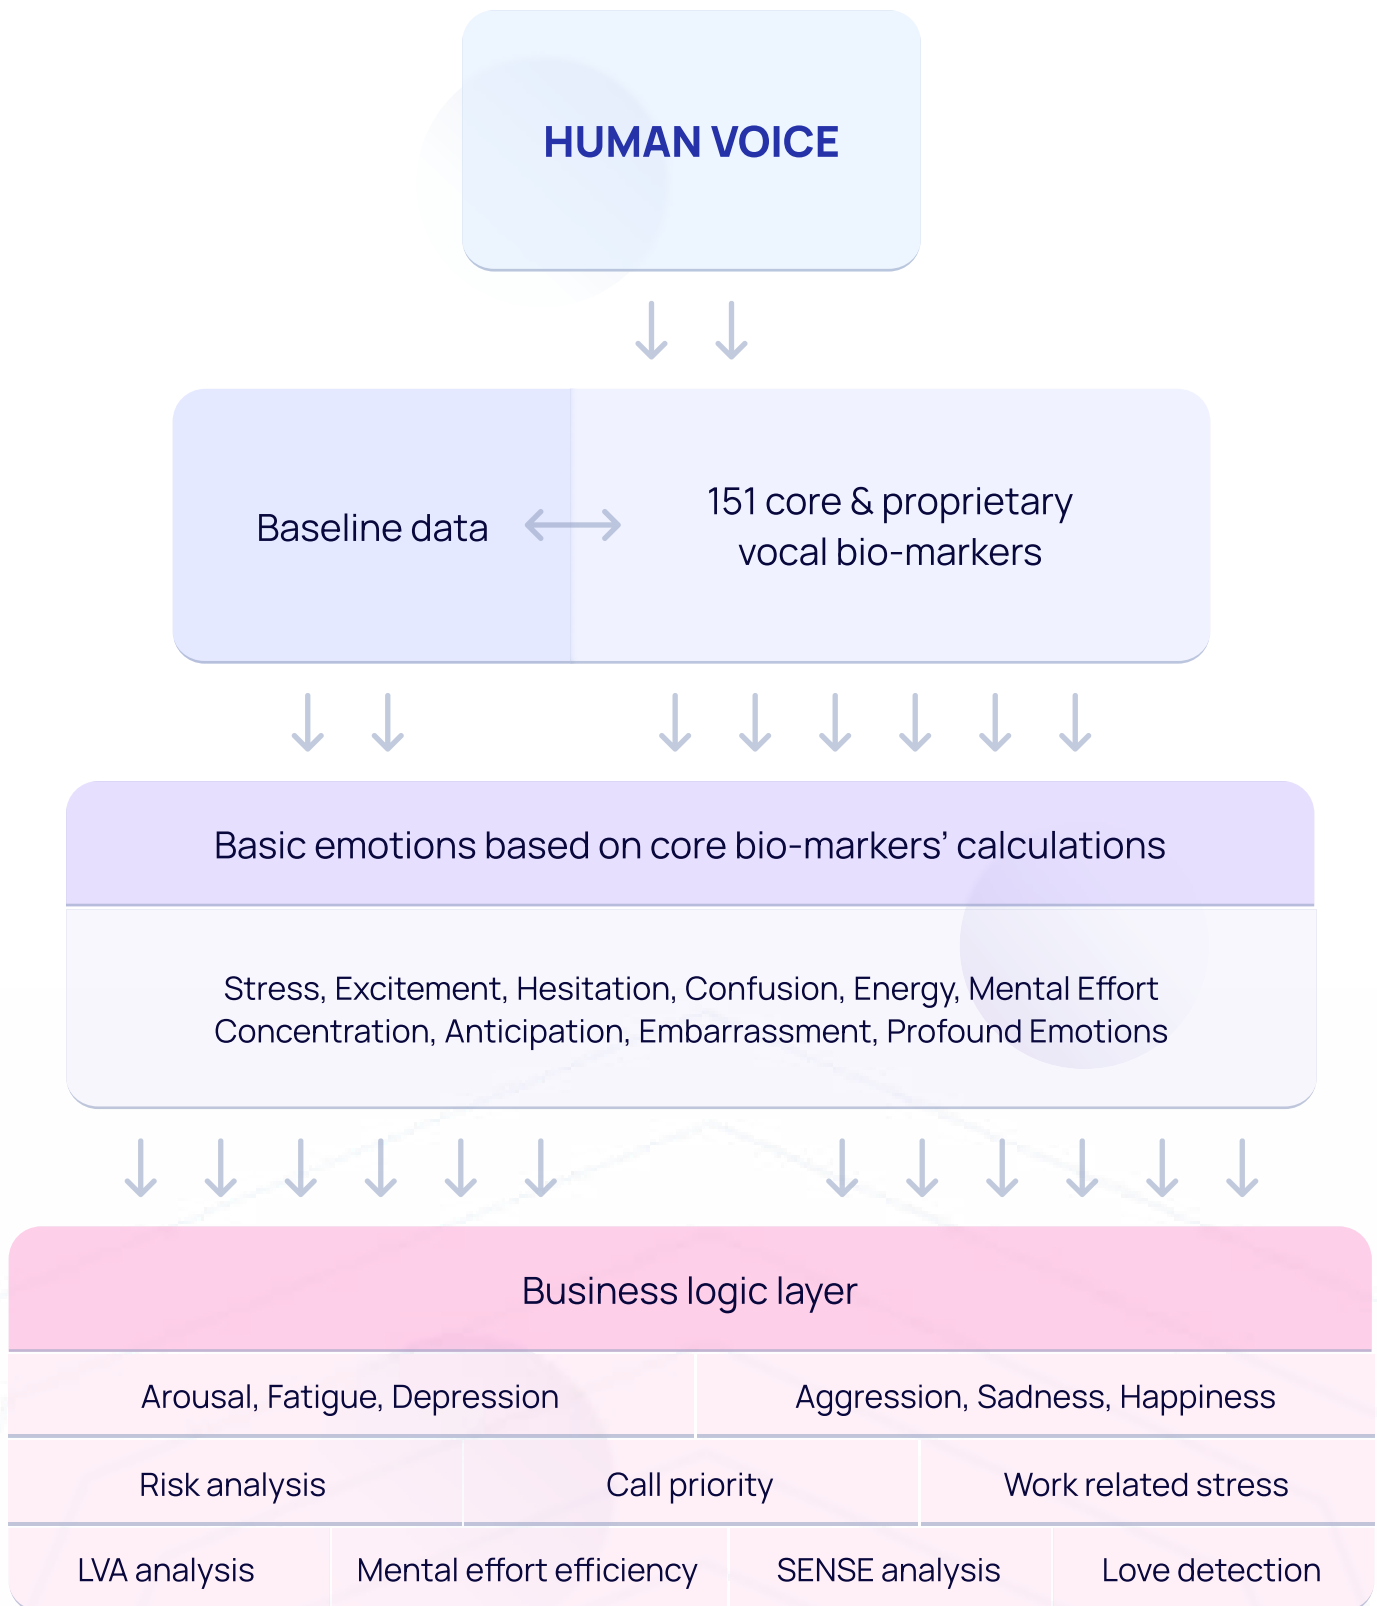 HUMAN VOICE
Baseline data
151 core & proprietary
vocal bio-markers
Basic emotions based on core bio-markers’ calculations
Stress, Excitement, Hesitation, Confusion, Energy, Mental Effort
Concentration, Anticipation, Embarrassment, Profound Emotions
Business logic layer
Arousal, Fatigue, Depression
Aggression, Sadness, Happiness
Risk analysis
Call priority
Work related stress
LVA analysis
Mental effort efficiency
SENSE analysis
Love detection